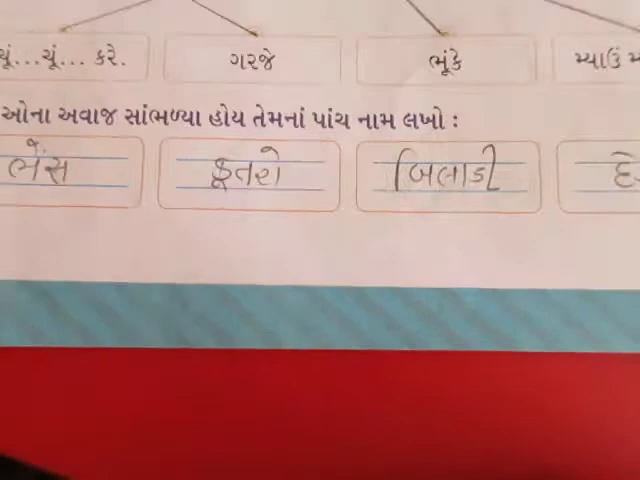 ચૂં...ચૂં... કરે. ગરજે ભૂંકે મ્યાઉં
ઓના અવાજ સાંભળ્યા હોય તેમનાં પાંચ નામ લખો :
ભેંસ કૂતરો બિલાડી